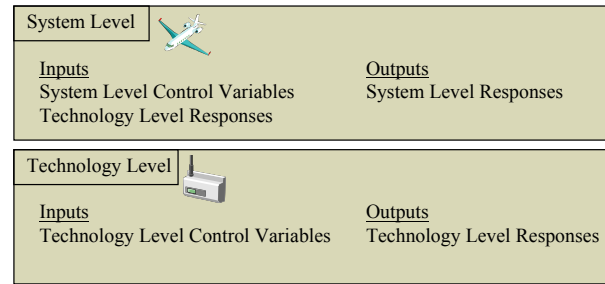 System Level
Inputs
Outputs
System Level Control Variables
System Level Responses
Technology Level Responses
Technology Level
Inputs
Outputs
Technology Level Control Variables
Technology Level Responses